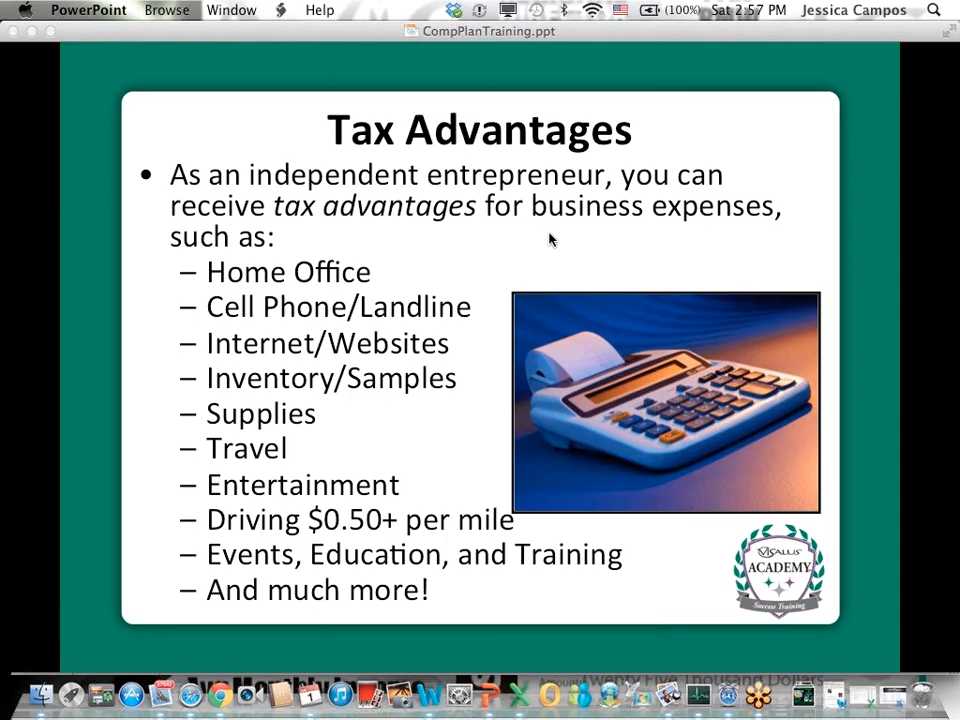 PowerPoint Browse Window Help (100%) Sat 2:57 PM Jessica Campos
CompPlanTraining.ppt
Tax Advantages
• As an independent entrepreneur, you can
receive tax advantages for business expenses,
such as:
– Home Office
– Cell Phone/Landline
– Internet/Websites
– Inventory/Samples
– Supplies
– Travel
– Entertainment
– Driving $0.50+ per mile
– Events, Education, and Training
– And much more!
ViSALUS
ACADEMY
Success Training